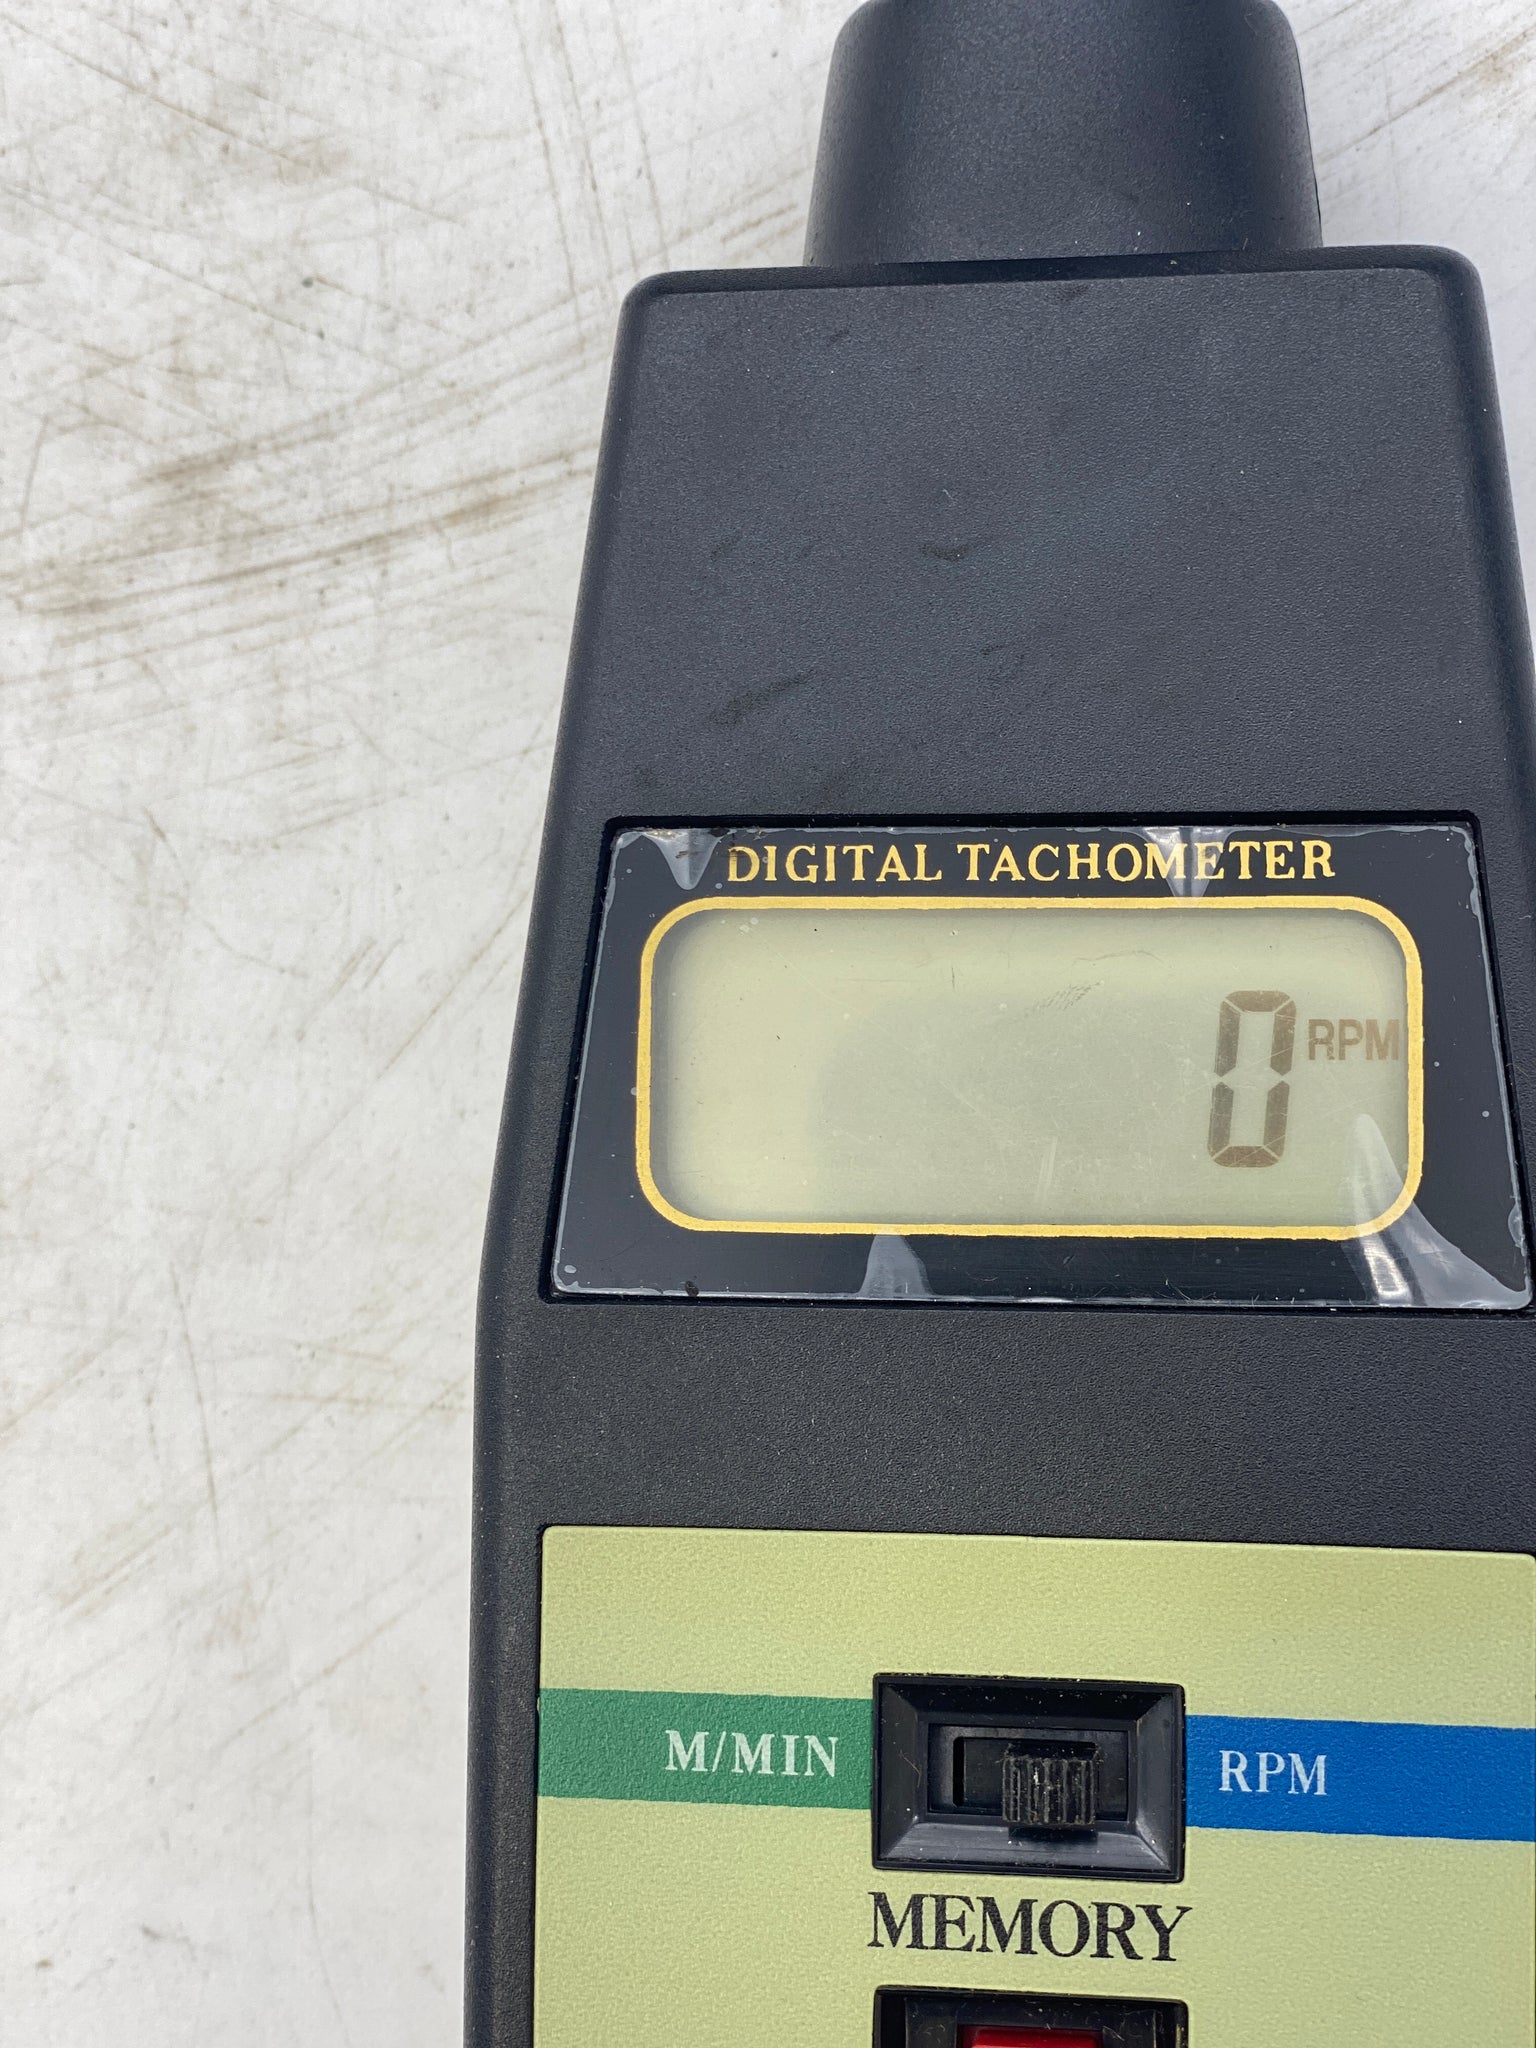 DIGITAL TACHOMETER
0 RPM
M/MIN RPM
MEMORY